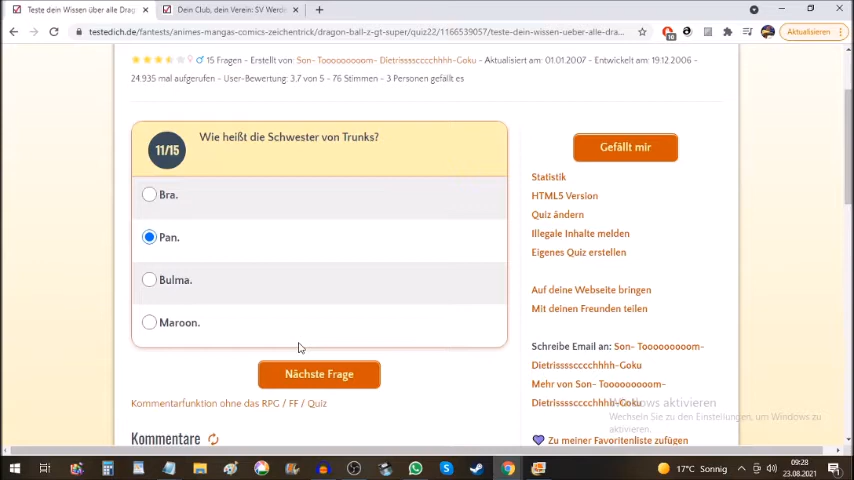 Teste dein Wissen über alle Drag
Dein Club, dein Verein: SV Werd
testedich.de/fantests/animes-mangas-comics-zeichentrick/dragon-ball-z-gt-super/quiz22/1166539057/teste-dein-wissen-ueber-alle-dra...
Aktualisieren
15 Fragen - Erstellt von: Son- Tooooooooom- Dietrisssscccchhhh-Goku - Aktualisiert am: 01.01.2007 - Entwickelt am: 19.12.2006 -
24.935 mal aufgerufen - User-Bewertung: 3,7 von 5 - 76 Stimmen - 3 Personen gefällt es
11/15
Wie heißt die Schwester von Trunks?
Bra.
Pan.
Bulma.
Maroon.
Nächste Frage
Kommentarfunktion ohne das RPG / FF / Quiz
Kommentare
Gefällt mir
Statistik
HTML5 Version
Quiz ändern
Illegale Inhalte melden
Eigenes Quiz erstellen
Auf deine Webseite bringen
Mit deinen Freunden teilen
Schreibe Email an: Son- Tooooooooom-
Dietrisssscccchhhh-Goku
Mehr von Son- Tooooooooom-
Dietrisssscccchhhh-Goku
Zu meiner Favoritenliste zufügen
Windows aktivieren
Wechseln Sie zu den Einstellungen, um Windows zu
aktivieren.
17°C Sonnig
09:28
23.08.2021